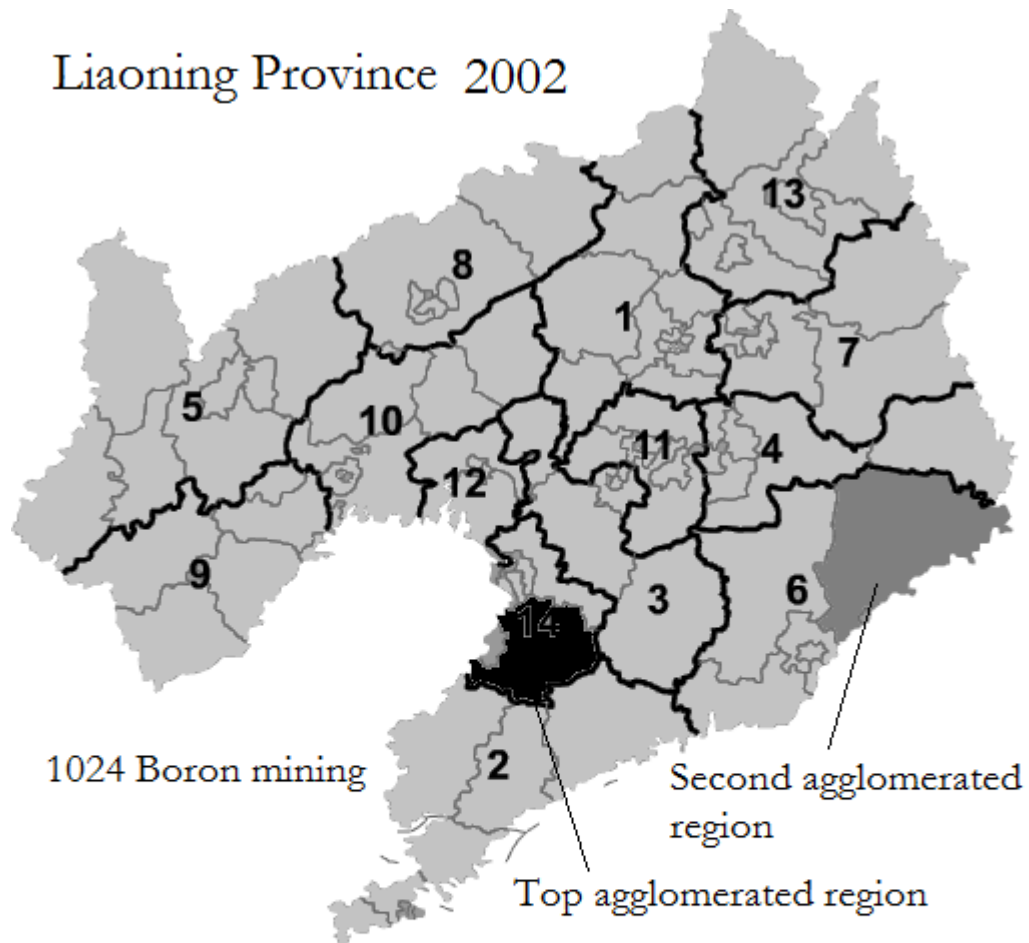 Liaoning Province 2002
13
8
1
7
5
10
11
4
12
9
3
6
14
2
1024 Boron mining
Second agglomerated
region
Top agglomerated region